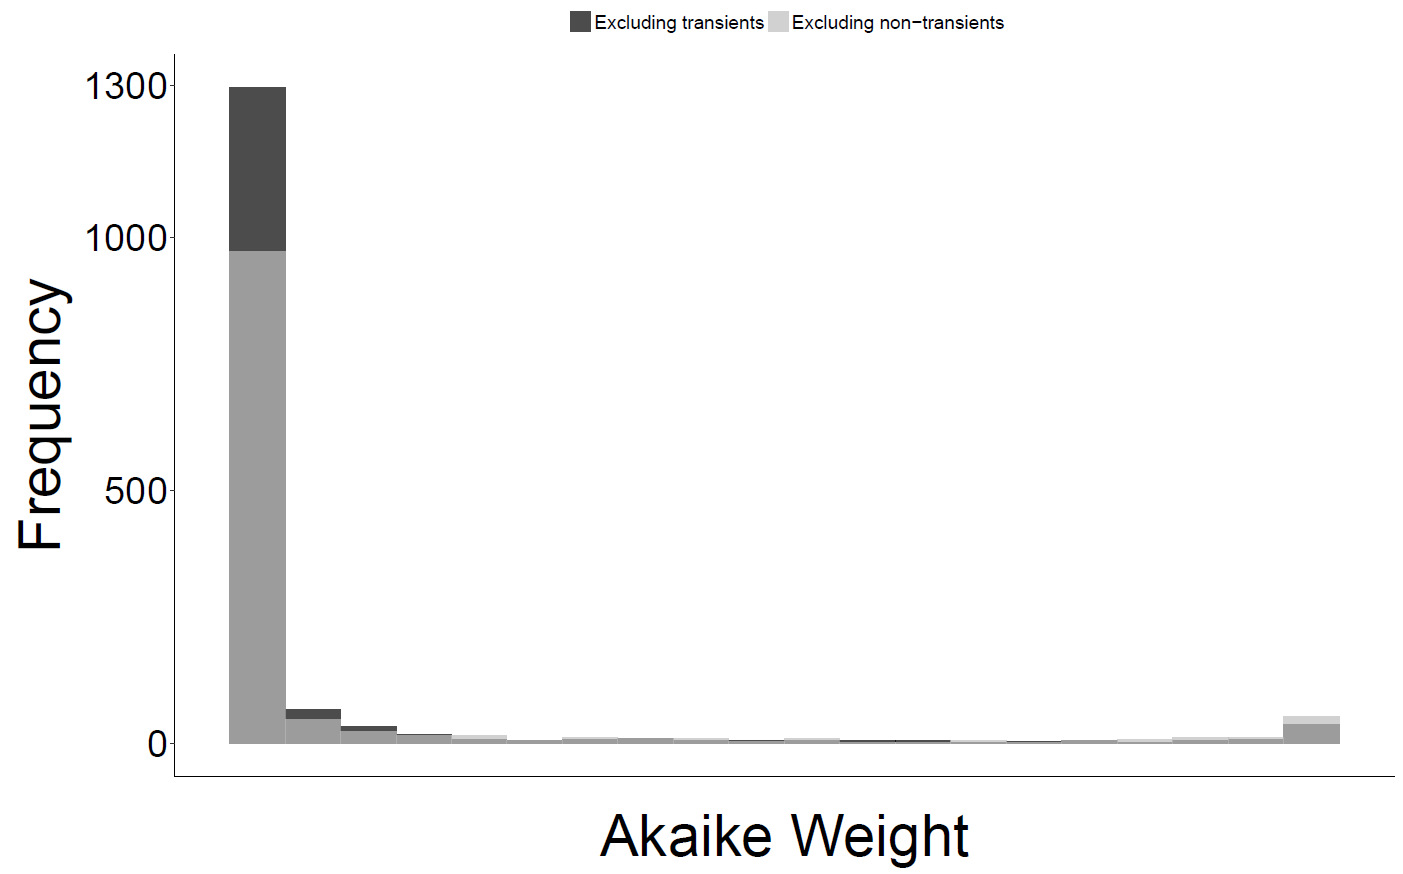 Excluding transients Excluding non−transients
1300
1000
500
0
Frequency
Akaike Weight